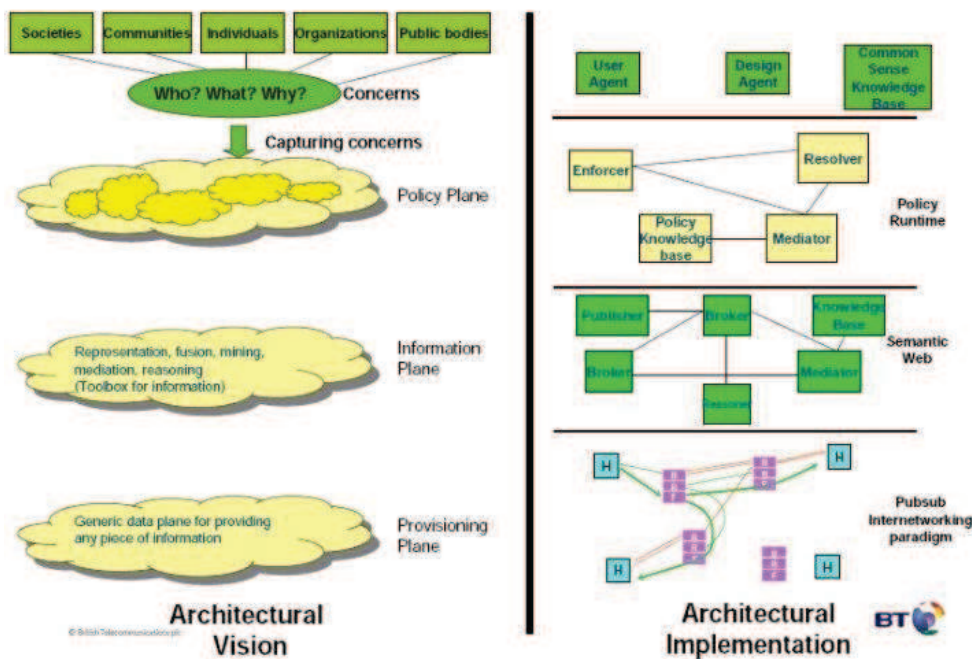 Societies
Communities
Individuals
Organizations
Public bodies
Who? What? Why?
Concerns
Capturing concerns
Policy Plane
Representation, fusion, mining,
mediation, reasoning
(Toolbox for information)
Information
Plane
Generic data plane for providing
any piece of information
Provisioning
Plane
Architectural
Vision
© British Telecommunications plc
User
Agent
Design
Agent
Common
Sense
Knowledge
Base
Enforcer
Resolver
Policy
Knowledge
base
Mediator
Policy
Runtime
Publisher
Broker
Knowledge
Base
Broker
Mediator
Reasoner
Semantic
Web
H
H
H
H
Pubsub
Internetworking
paradigm
Architectural
Implementation
BT